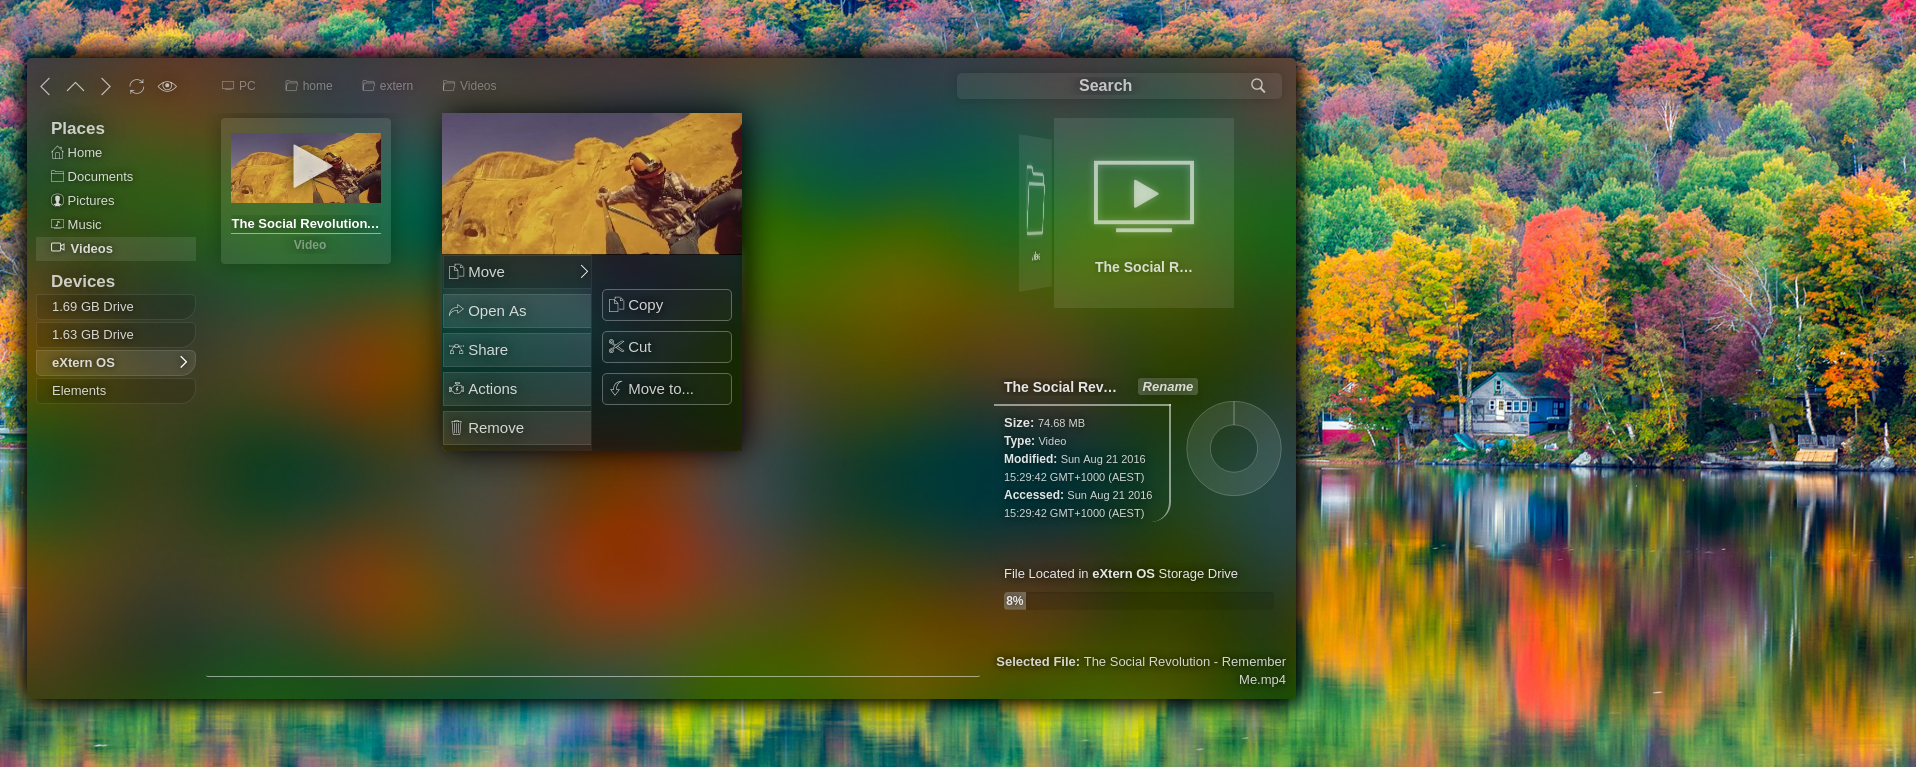 PC
home
extern
Videos
Search
Places
Home
Documents
Pictures
Music
Videos
Devices
1.69 GB Drive
1.63 GB Drive
eXtern OS
Elements
The Social Revolution...
Video
Move
Open As
Share
Actions
Remove
Copy
Cut
Move to...
The Social R...
The Social Rev...
Rename
Size: 74.68 MB
Type: Video
Modified: Sun Aug 21 2016
15:29:42 GMT+1000 (AEST)
Accessed: Sun Aug 21 2016
15:29:42 GMT+1000 (AEST)
File Located in eXtern OS Storage Drive
8%
Selected File: The Social Revolution - Remember
Me.mp4